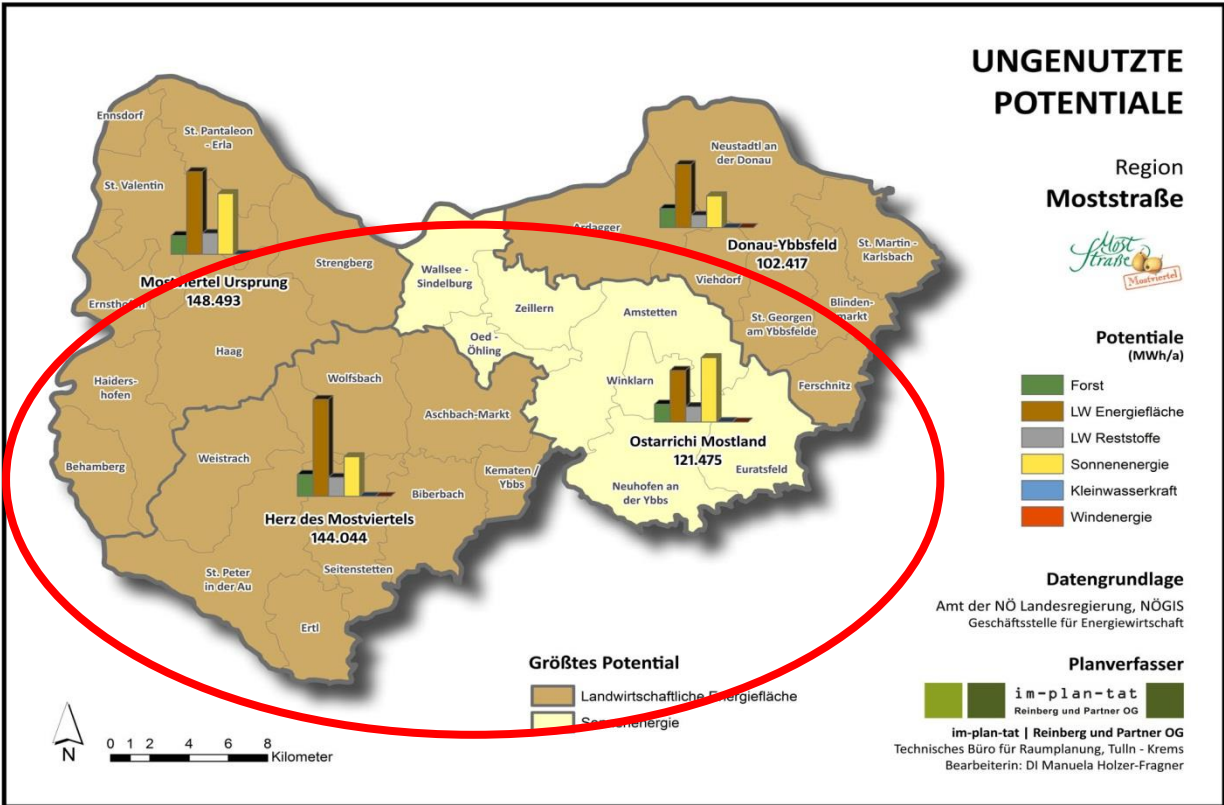 UNGENUTZTE
POTENTIALE
Region
Moststraße
Most
Straße
Mostviertel
Ennsdorf
St. Pantaleon
- Erla
St. Valentin
Strengberg
Mostviertel Ursprung
148.493
Ernsthofen
Haag
Haiders-
hofen
Behamberg
Neustadtl an
der Donau
Ardagger
Donau-Ybbsfeld
102.417
St. Martin -
Karlsbach
Viehdorf
Blinden-
markt
St. Georgen
am Ybbsfelde
Ferschnitz
Wallsee -
Sindelburg
Zeillern
Amstetten
Oed -
Öhling
Winklarn
Ostarrichi Mostland
121.475
Euratsfeld
Neuhofen an
der Ybbs
Wolfsbach
Aschbach-Markt
Weistrach
Kematen /
Ybbs
Biberbach
Herz des Mostviertels
144.044
St. Peter
in der Au
Seitenstetten
Ertl
Potentiale
(MWh/a)
Forst
LW Energiefläche
LW Reststoffe
Sonnenenergie
Kleinwasserkraft
Windenergie
Größtes Potential
Landwirtschaftliche Energiefläche
Sonnenenergie
N
0 1 2 4 6 8
Kilometer
Datengrundlage
Amt der NÖ Landesregierung, NÖGIS
Geschäftsstelle für Energiewirtschaft
Planverfasser
im-plan-tat
Reinberg und Partner OG
im-plan-tat | Reinberg und Partner OG
Technisches Büro für Raumplanung, Tulln - Krems
Bearbeiterin: DI Manuela Holzer-Fragner